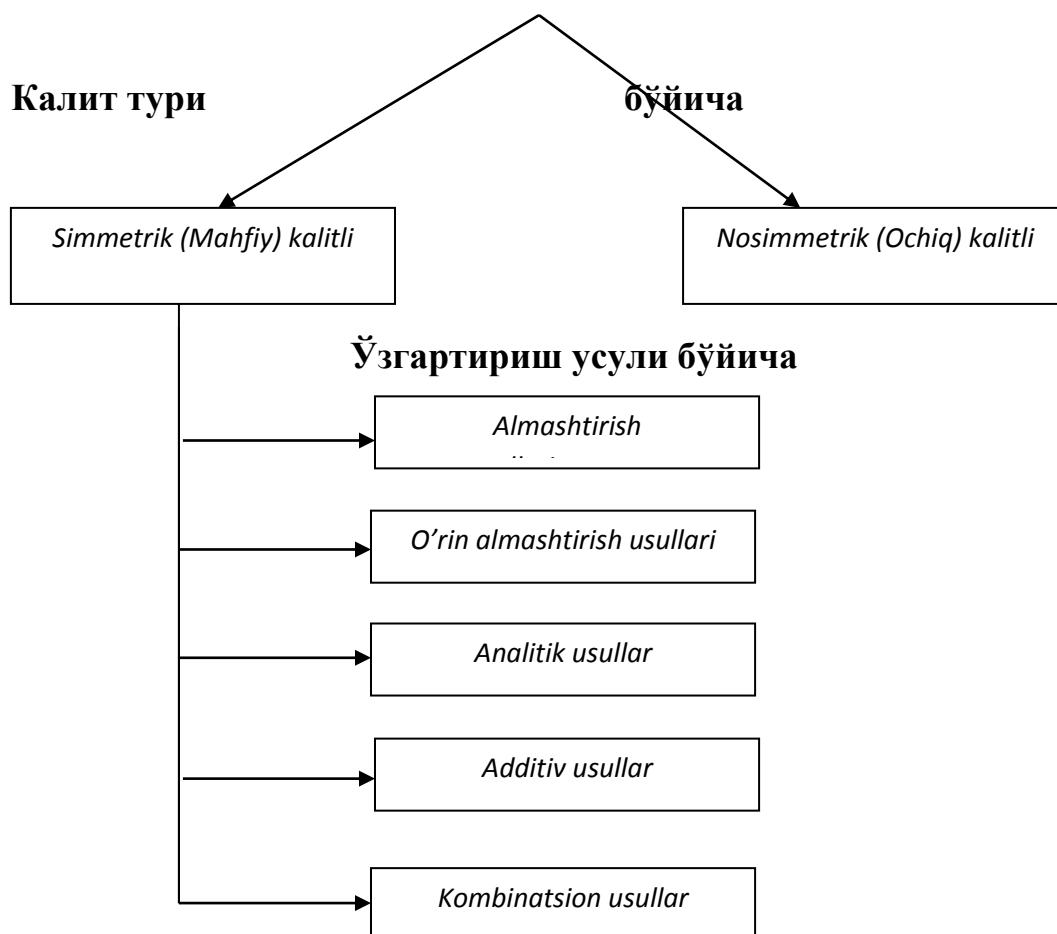 Калит тури бўйича
Simmetrik (Mahfiy) kalitli
Nosimmetrik (Ochiq) kalitli
Ўзгартириш усули бўйича
Almashtirish
O’rin almashtirish usullari
Analitik usullar
Additiv usullar
Kombinatsion usullar